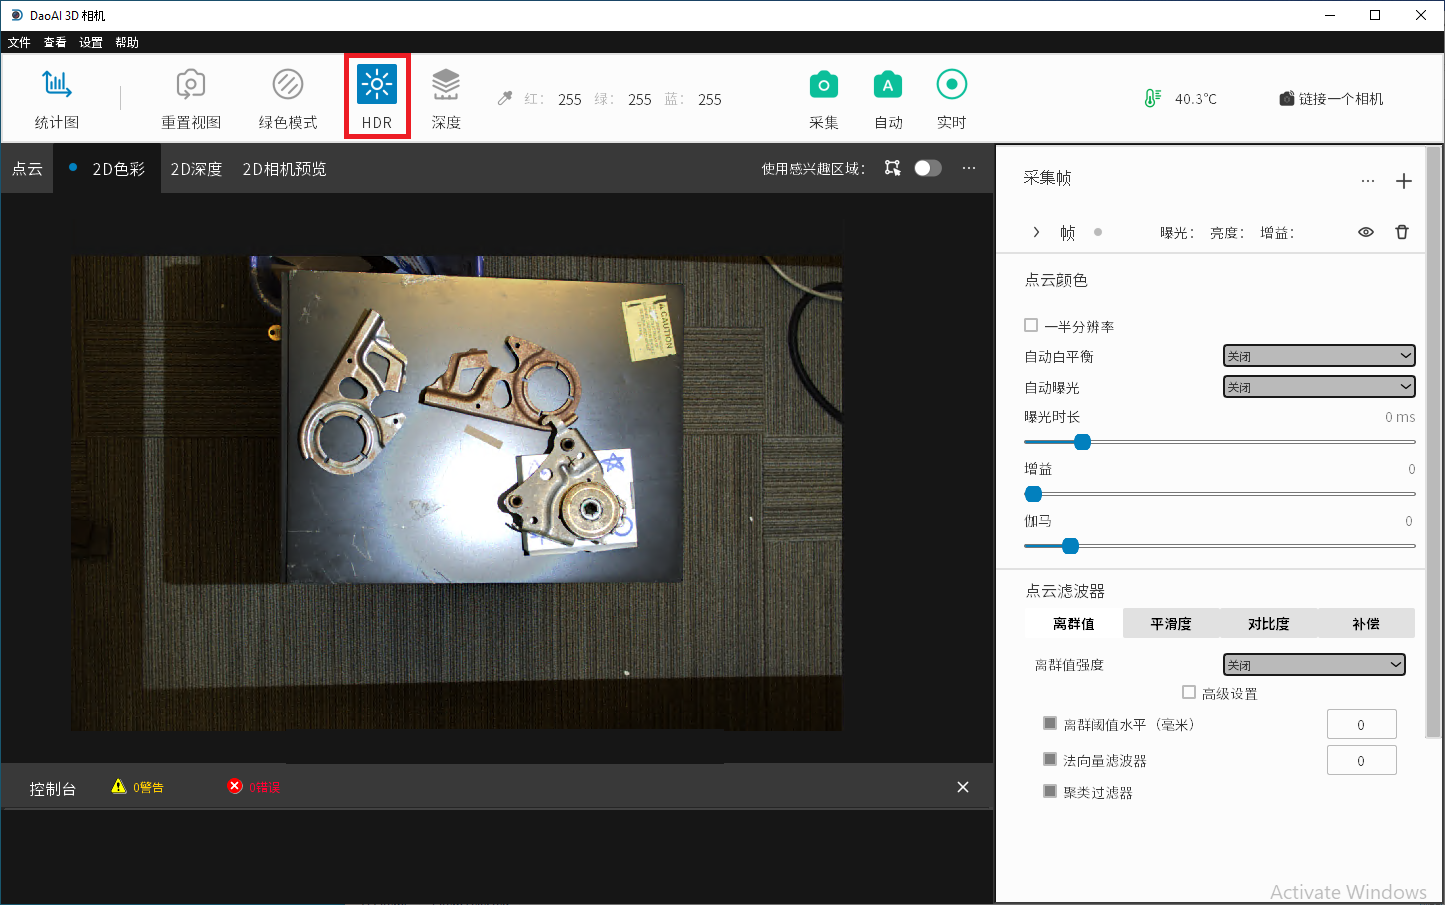 DaoAI 3D 相机
文件 查看 设置 帮助
统计图 重置视图 绿色模式 HDR 深度 红： 255 绿： 255 蓝： 255 采集 A 自动 实时 40.3℃ 链接一个相机
点云 2D色彩 2D深度 2D相机预览 使用感兴趣区域： ...
CAUTION
控制台 0警告 0错误
采集帧 ...
帧 曝光： 亮度： 增益：
点云颜色
一半分辨率
自动白平衡 关闭
自动曝光 关闭
曝光时长 0 ms
增益 0
伽马 0
点云滤波器
离群值 平滑度 对比度 补偿
离群值强度 关闭
高级设置
离群阈值水平（毫米） 0
法向量滤波器 0
聚类过滤器
Activate Windows